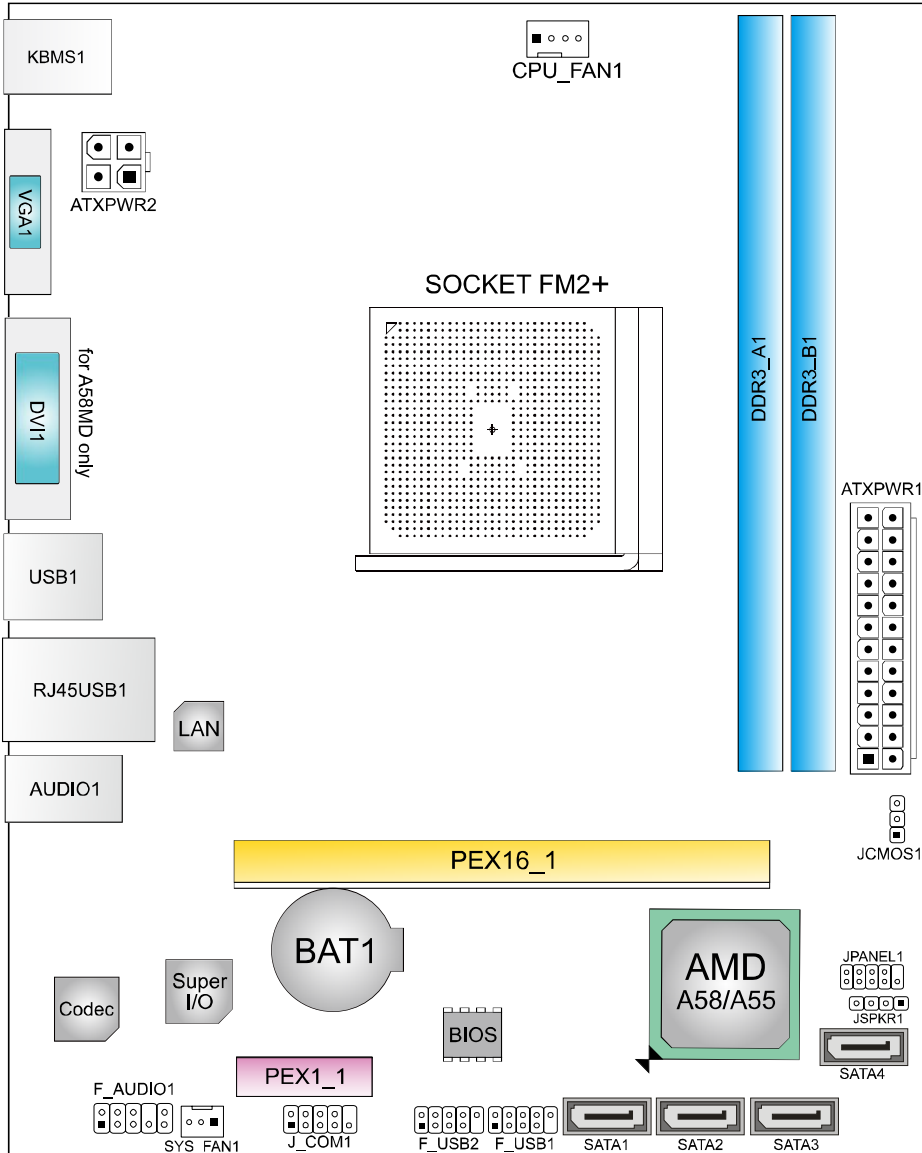 KBMS1
CPU_FAN1
ATXPWR2
VGA1
SOCKET FM2+
DDR3_A1
DDR3_B1
DVI1
for A58MD only
ATXPWR1
USB1
RJ45USB1
LAN
AUDIO1
JCMOS1
PEX16_1
BAT1
AMD
A58/A55
JPANEL1
JSPKR1
Super
I/O
Codec
BIOS
SATA4
PEX1_1
F_AUDIO1
SYS_FAN1
J_COM1
F_USB2
F_USB1
SATA1
SATA2
SATA3